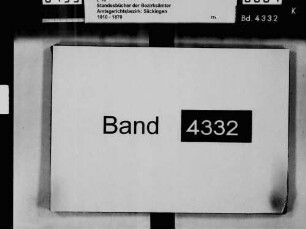 Standesbücher der Bezirksämter
Amtsgerichtsbezirk: Säckingen
1810 - 1870
Bd. 4332
K
Band 4332